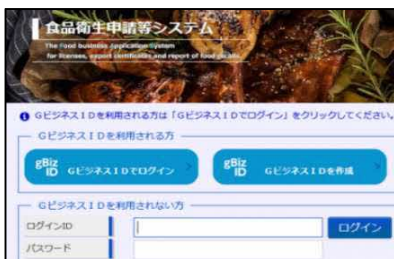 食品衛生申請等システム
The Food business Application System
for licenses, export certificates and report of food recalls
GビジネスＩＤを利用される方は「GビジネスＩＤでログイン」をクリックしてください。
GビジネスＩＤを利用される方
gBiz ID GビジネスＩＤでログイン
gBiz ID GビジネスＩＤを作成
GビジネスＩＤを利用されない方
ログインID
ログイン
パスワード